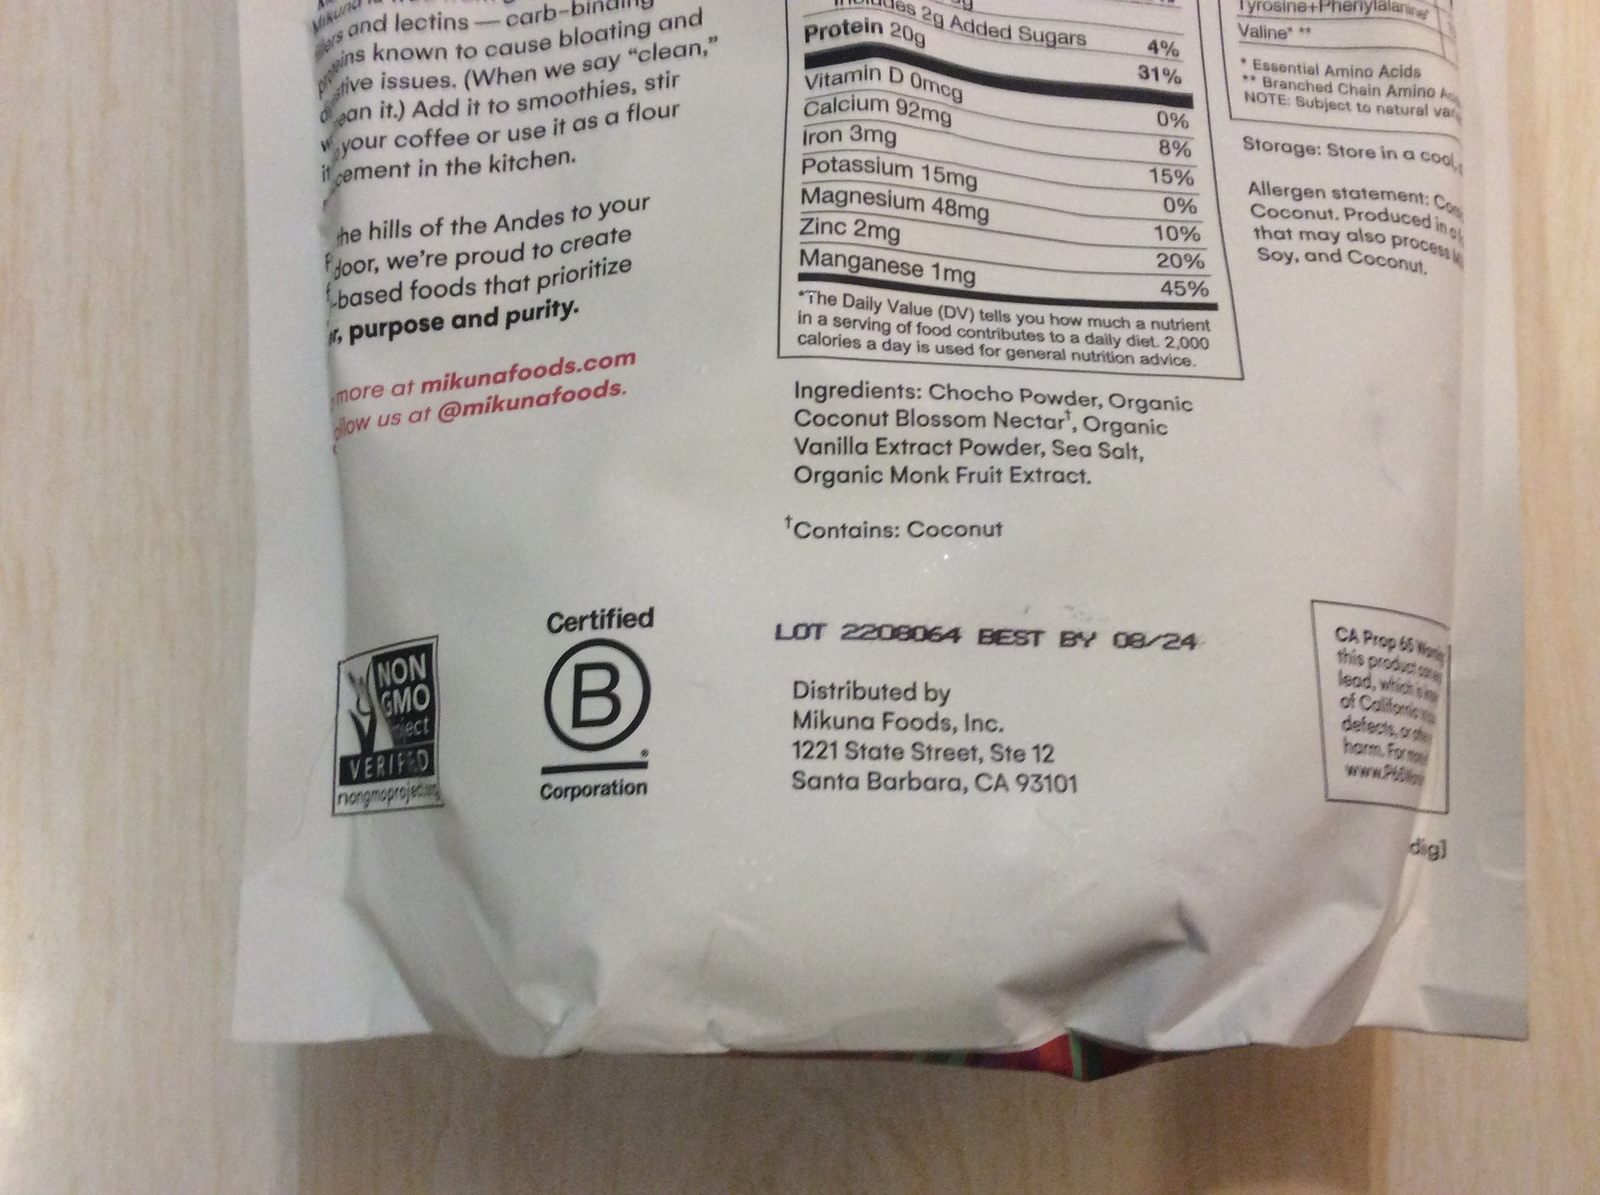 and lectins — carb-binding
known to cause bloating and
issues. (When we say “clean,”
it.) Add it to smoothies, stir
your coffee or use it as a flour
cement in the kitchen.
the hills of the Andes to your
door, we’re proud to create
-based foods that prioritize
r, purpose and purity.
more at mikunafoods.com
us at @mikunafoods.
NON
GMO
VERIFIED
Certified
B
®
Corporation
2g Added Sugars 4%
Protein 20g 31%
Vitamin D 0mcg 0%
Calcium 92mg 8%
Iron 3mg 15%
Potassium 15mg 0%
Magnesium 48mg 10%
Zinc 2mg 20%
Manganese 1mg 45%
*The Daily Value (DV) tells you how much a nutrient
in a serving of food contributes to a daily diet. 2,000
calories a day is used for general nutrition advice.
Ingredients: Chocho Powder, Organic
Coconut Blossom Nectar†, Organic
Vanilla Extract Powder, Sea Salt,
Organic Monk Fruit Extract.
†Contains: Coconut
LOT 2208064 BEST BY 08/24
Distributed by
Mikuna Foods, Inc.
1221 State Street, Ste 12
Santa Barbara, CA 93101
Valine* **
* Essential Amino Acids
** Branched Chain Amino
NOTE: Subject to natural
Storage: Store in a cool,
Allergen statement:
Coconut. Produced in
that may also process
Soy, and Coconut.
CA Prop 65
this product
lead, which is
of California
defects, or
harm. For
dig]